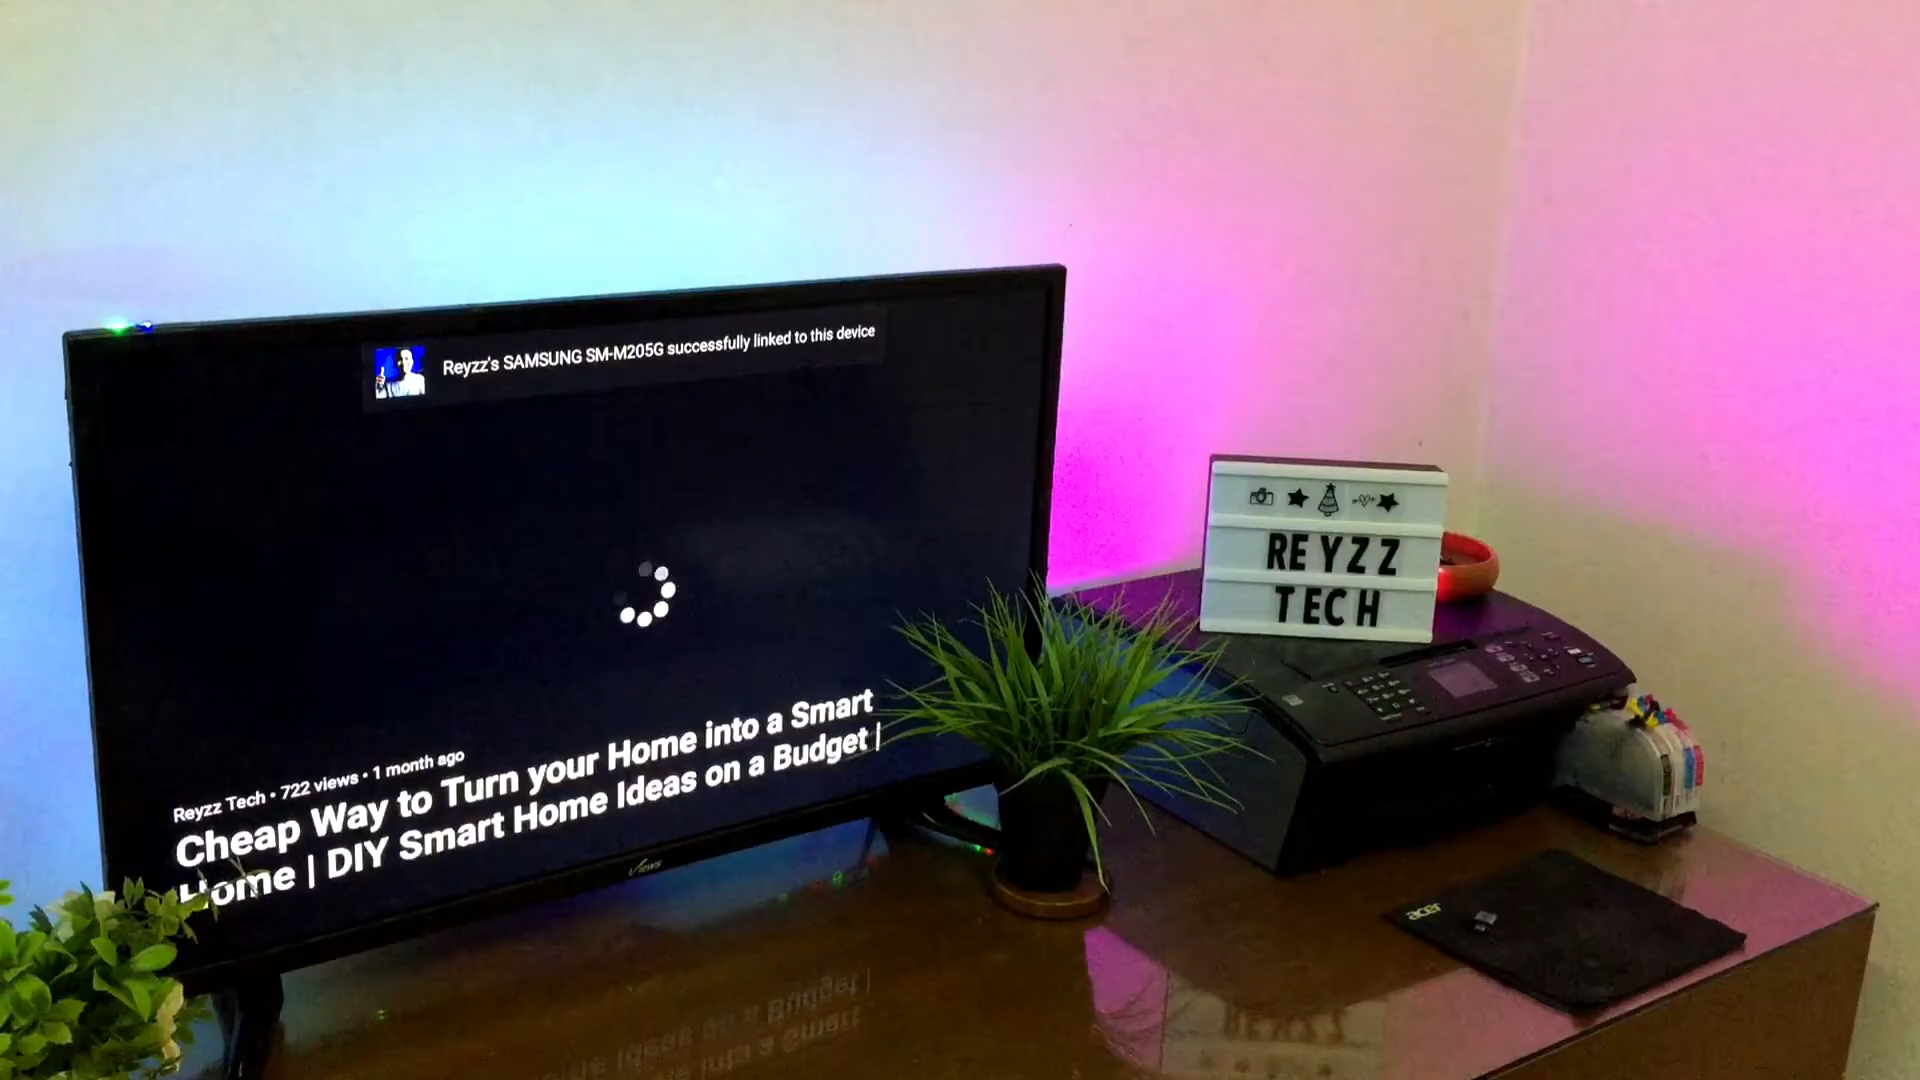 Reyzz's SAMSUNG SM-M205G successfully linked to this device
Reyzz Tech • 722 views • 1 month ago
Cheap Way to Turn your Home into a Smart
Home | DIY Smart Home Ideas on a Budget |
Views
REYZZ
TECH
acer